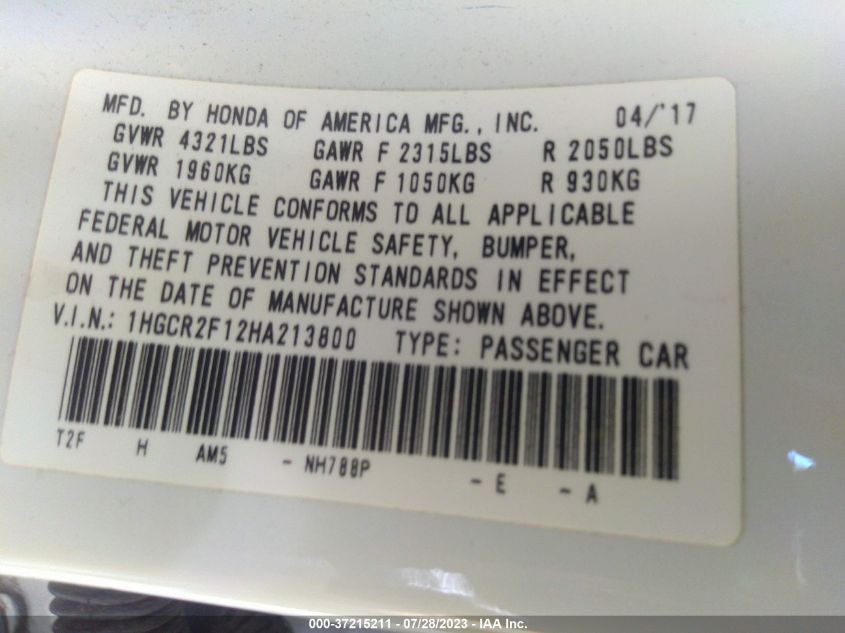 MFD. BY HONDA OF AMERICA MFG., INC. 04/'17
GVWR 4321LBS GAWR F 2315LBS R 2050LBS
GVWR 1960KG GAWR F 1050KG R 930KG
THIS VEHICLE CONFORMS TO ALL APPLICABLE
FEDERAL MOTOR VEHICLE SAFETY, BUMPER,
AND THEFT PREVENTION STANDARDS IN EFFECT
ON THE DATE OF MANUFACTURE SHOWN ABOVE.
V.I.N.: 1HGCR2F12HA213800 TYPE: PASSENGER CAR
T2F H AM5 - NH788P - E - A
000-37215211 - 07/28/2023 - IAA Inc.